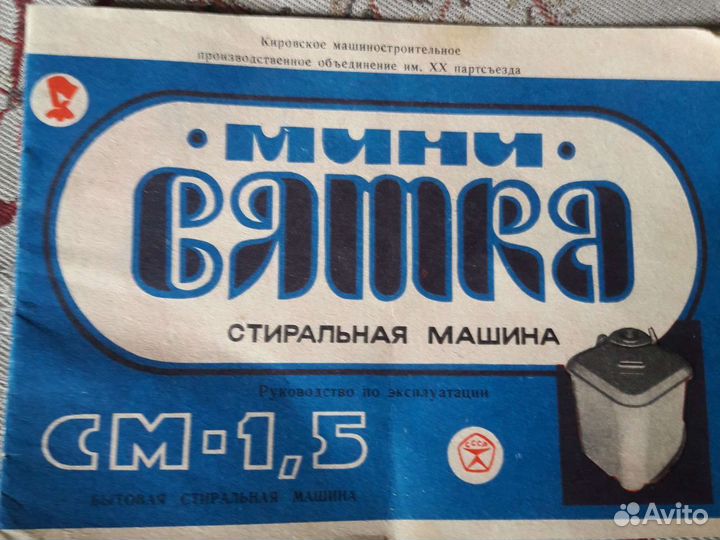 Кировское машиностроительное
производственное объединение им. XX партсъезда
·мини·
вятка
СТИРАЛЬНАЯ МАШИНА
Руководство по эксплуатации
СМ-1,5
СССР
БЫТОВАЯ СТИРАЛЬНАЯ МАШИНА
Avito